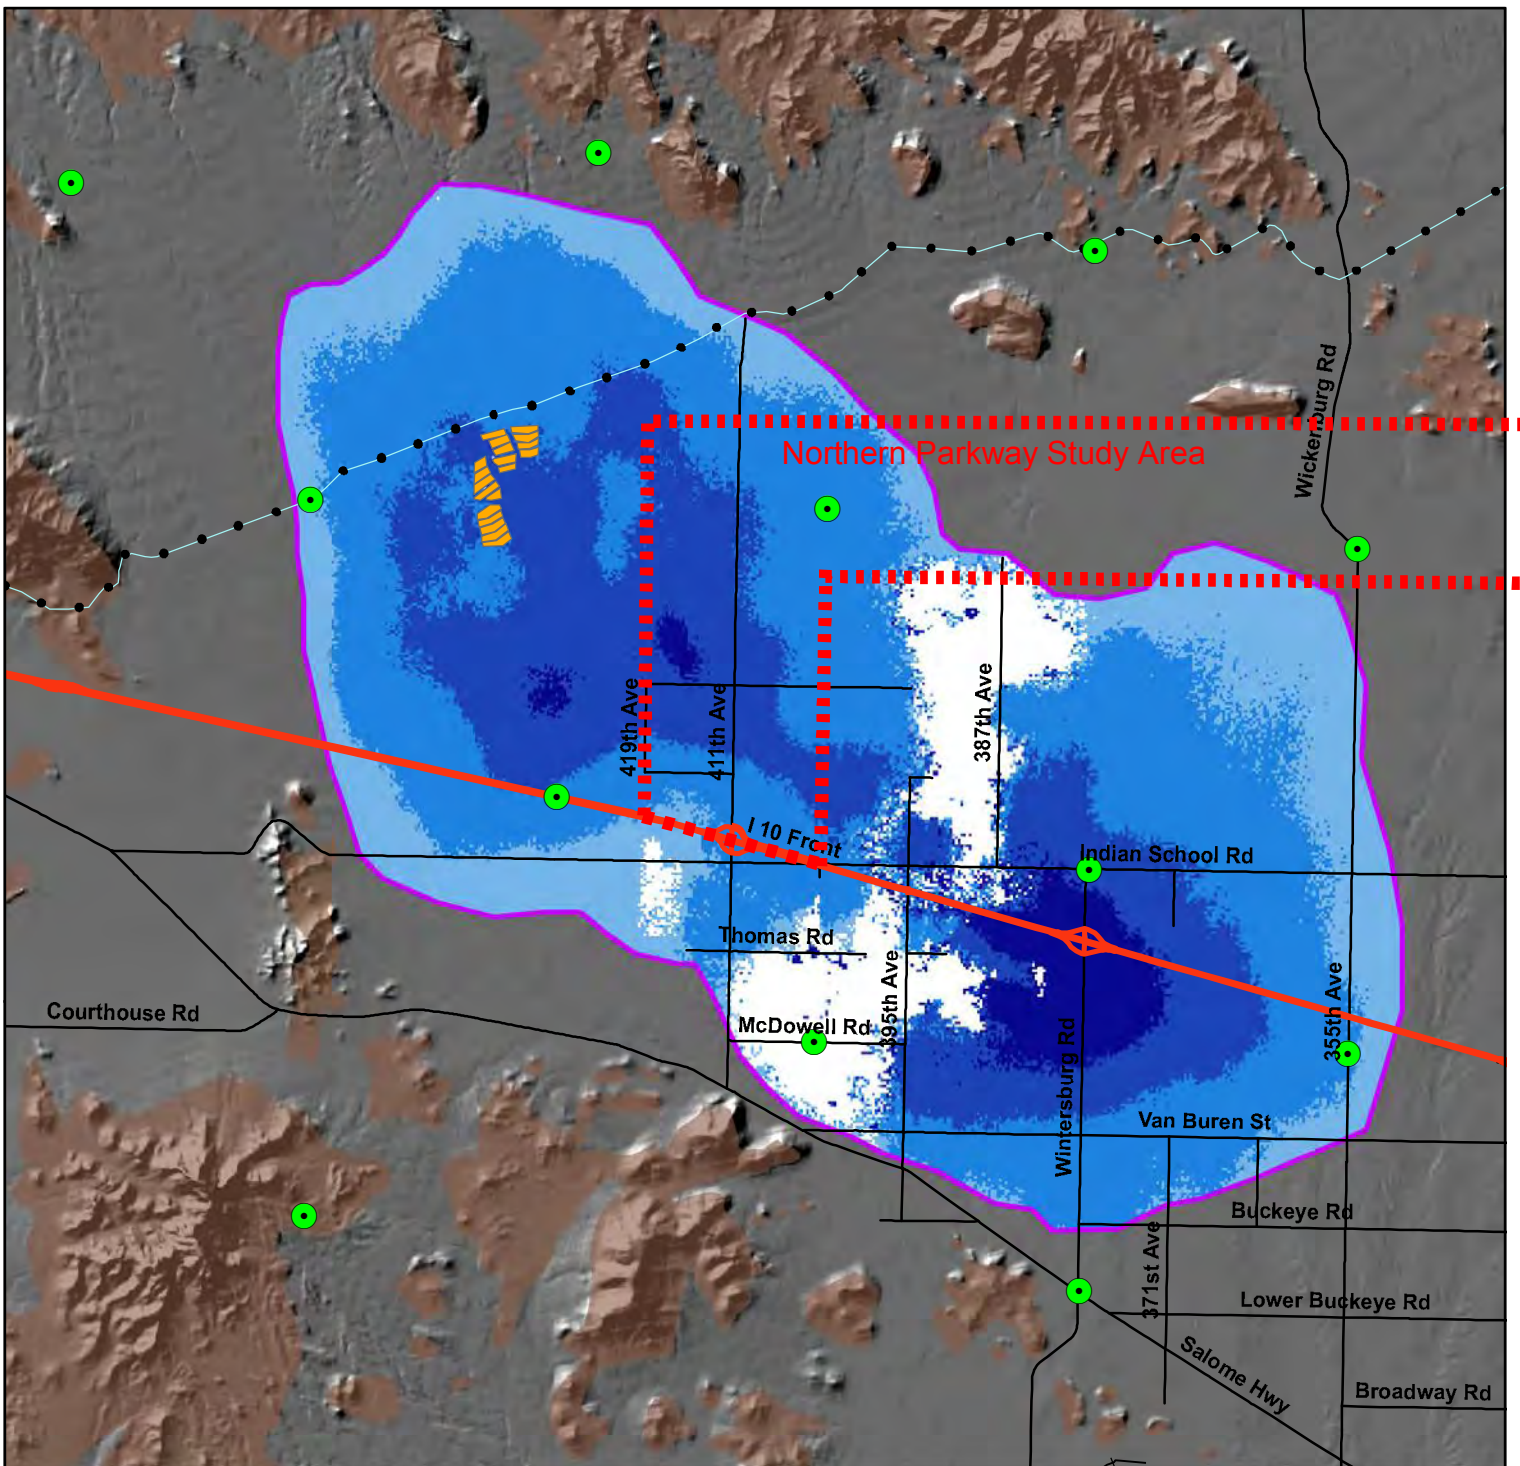 Wickenburg Rd
Northern Parkway Study Area
419th Ave
411th Ave
387th Ave
I 10 Front
Indian School Rd
Thomas Rd
395th Ave
355th Ave
Courthouse Rd
McDowell Rd
Wintersburg Rd
Van Buren St
Buckeye Rd
371st Ave
Lower Buckeye Rd
Salome Hwy
Broadway Rd